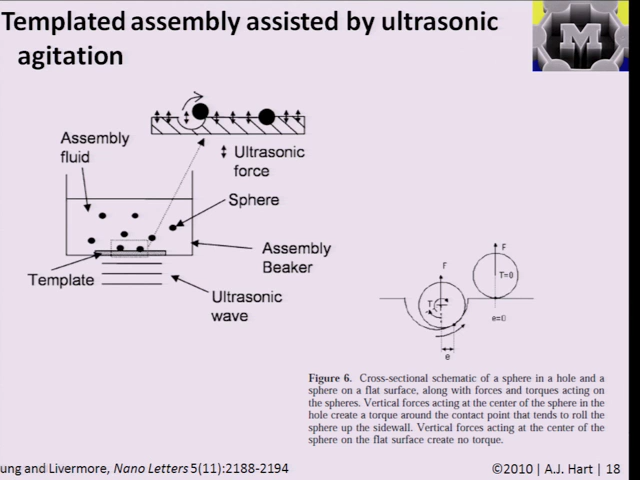 Templated assembly assisted by ultrasonic
agitation
M
Assembly
fluid
Ultrasonic
force
Sphere
Assembly
Beaker
Template
Ultrasonic
wave
F
F
T=0
T
e=0
e
Figure 6. Cross-sectional schematic of a sphere in a hole and a
sphere on a flat surface, along with forces and torques acting on
the spheres. Vertical forces acting at the center of the sphere in the
hole create a torque around the contact point that tends to roll the
sphere up the sidewall. Vertical forces acting at the center of the
sphere on the flat surface create no torque.
ung and Livermore, Nano Letters 5(11):2188-2194
©2010 | A.J. Hart | 18